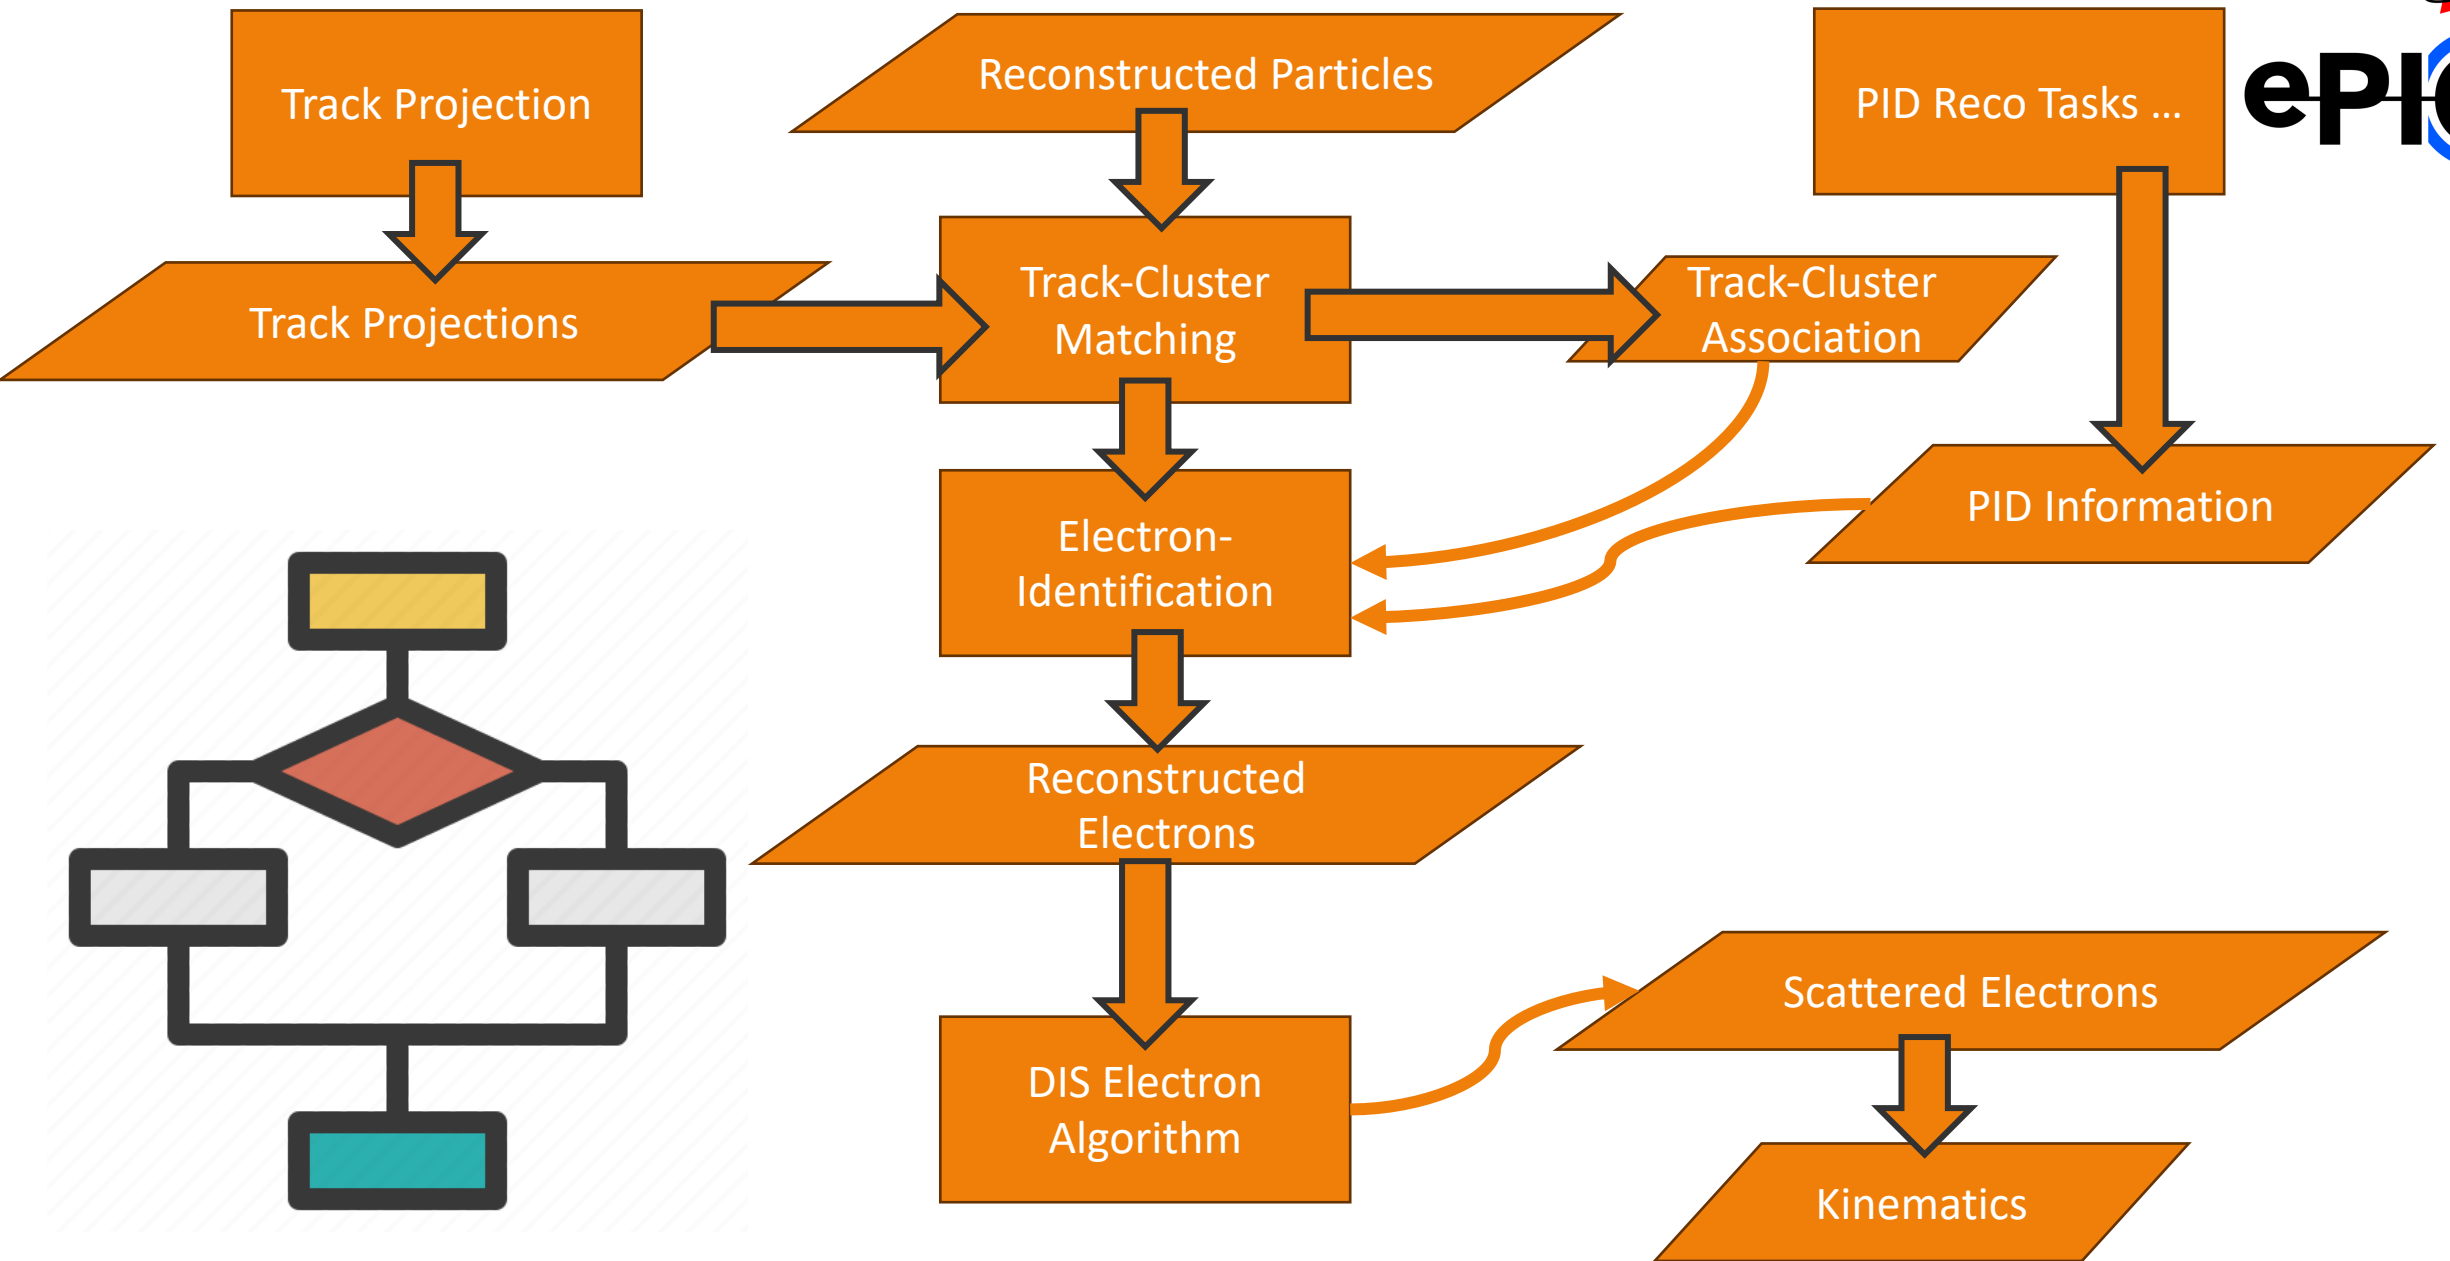 Track Projection
Reconstructed Particles
PID Reco Tasks ...
Track Projections
Track-Cluster
Matching
Track-Cluster
Association
Electron-
Identification
PID Information
Reconstructed
Electrons
DIS Electron
Algorithm
Scattered Electrons
Kinematics